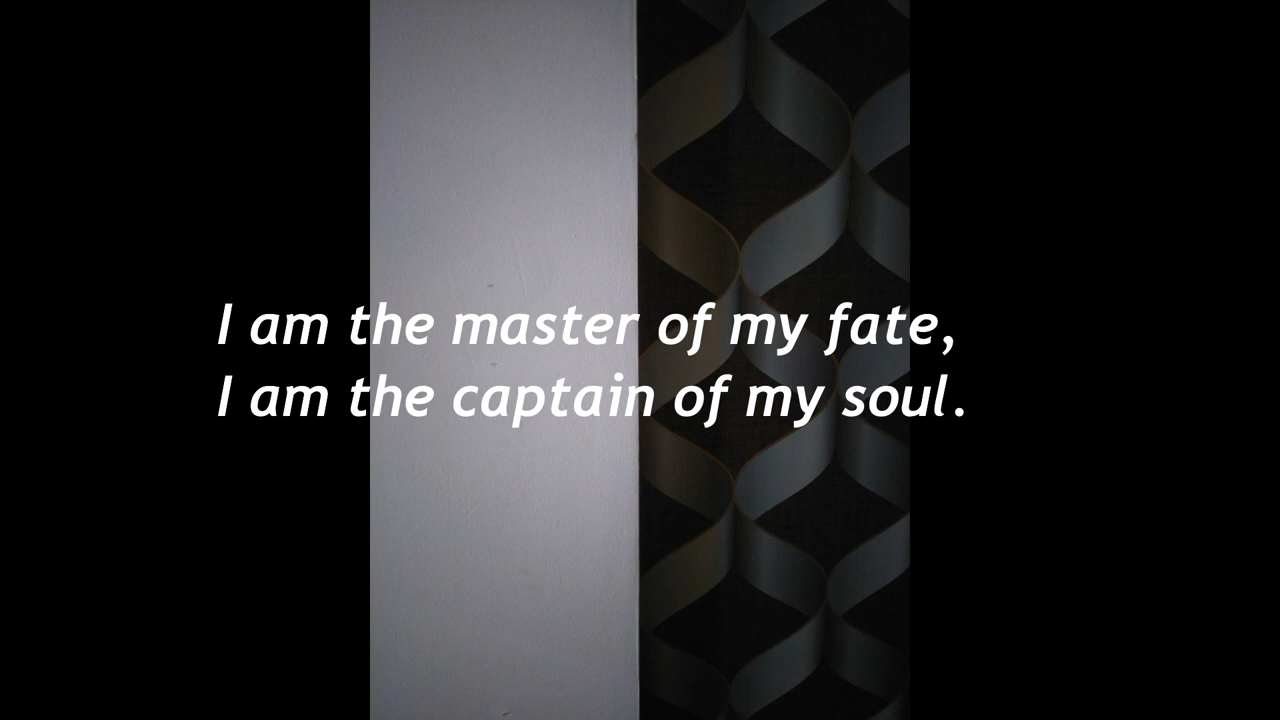 I am the master of my fate,
I am the captain of my soul.